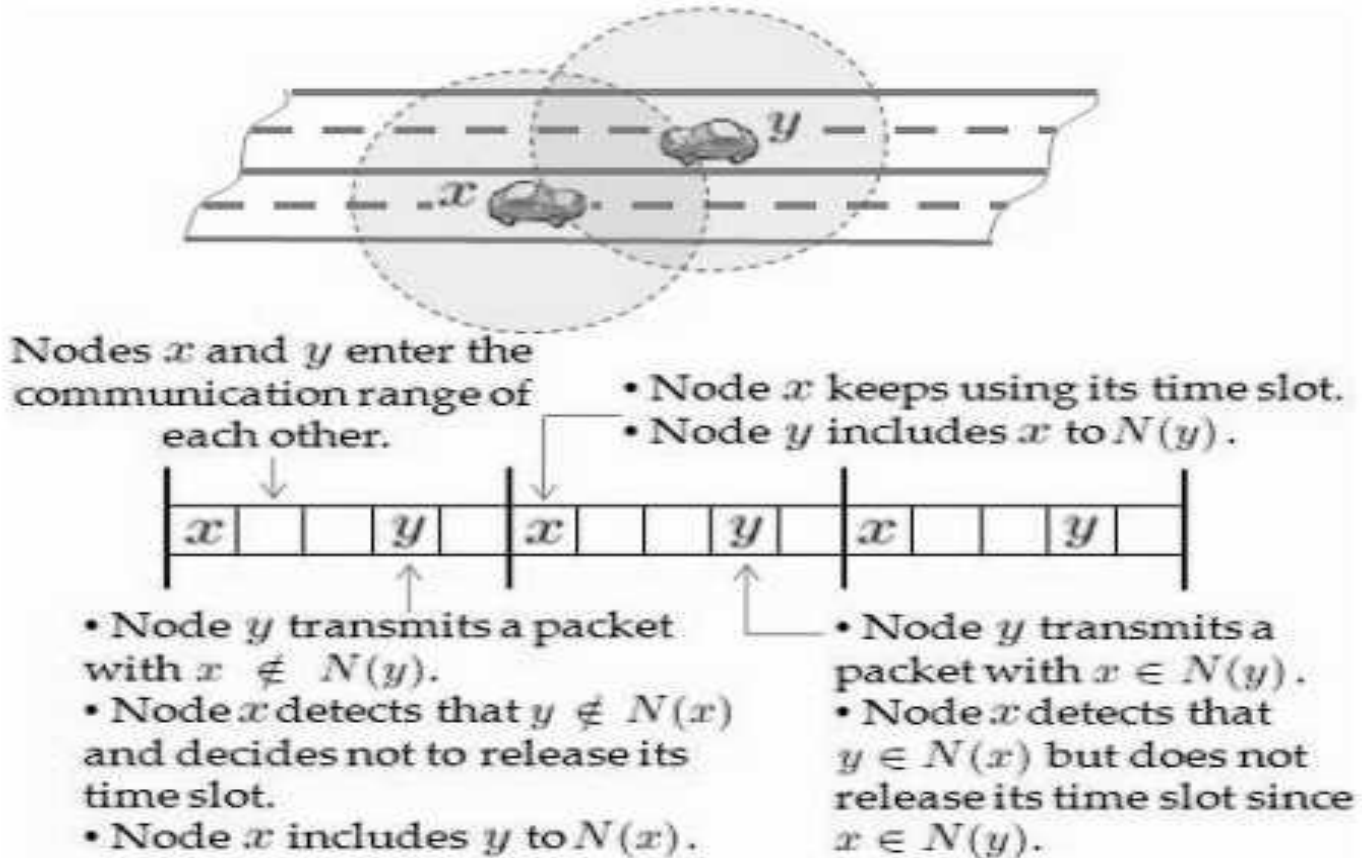 y
x
Nodes x and y enter the
communication range of
each other.
• Node x keeps using its time slot.
• Node y includes x to N(y).
x y x y x y
• Node y transmits a packet
with x ∉ N(y).
• Node x detects that y ∉ N(x)
and decides not to release its
time slot.
• Node x includes y to N(x).
• Node y transmits a
packet with x ∈ N(y).
• Node x detects that
y ∈ N(x) but does not
release its time slot since
x ∈ N(y).